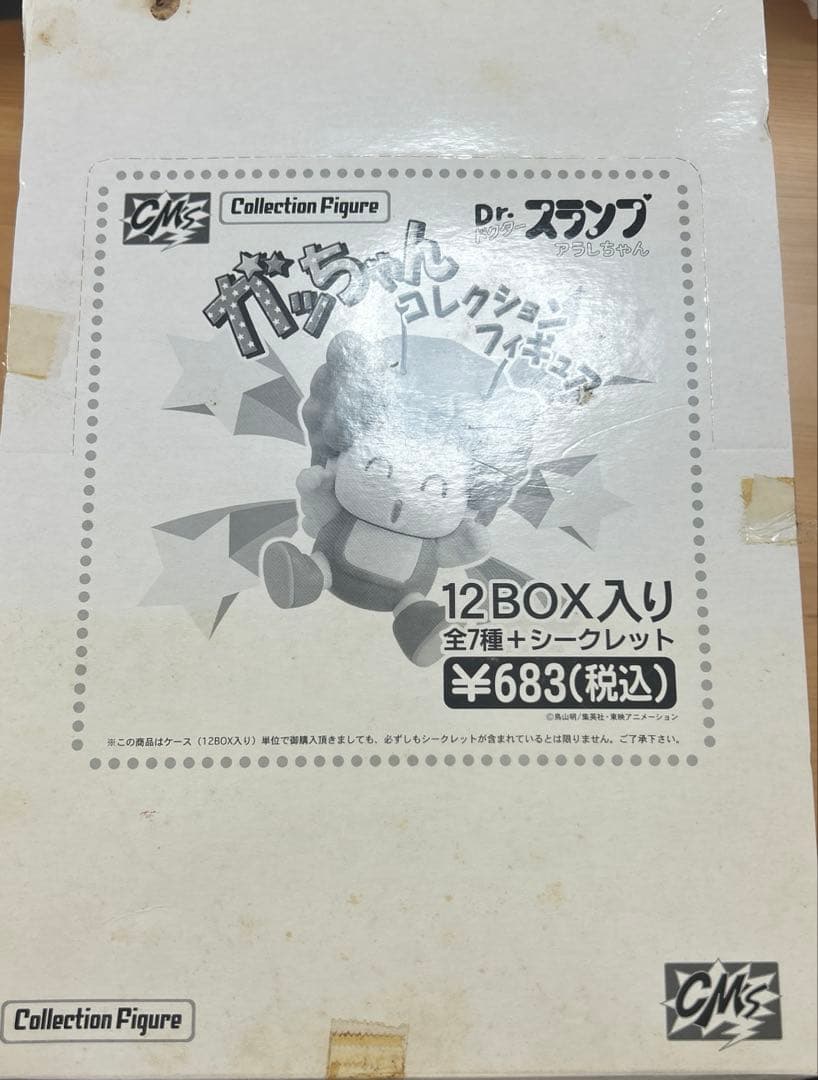 CM's
Collection Figure
Dr.スランプ
ドクター
アラレちゃん
ガッちゃん
コレクション
フィギュア
12BOX入り
全7種+シークレット
¥683(税込)
©鳥山明/集英社・東映アニメーション
※この商品はケース(12BOX入り)単位で御購入頂きましても、必ずしもシークレットが含まれているとは限りません。ご了承下さい。
Collection Figure
CM's